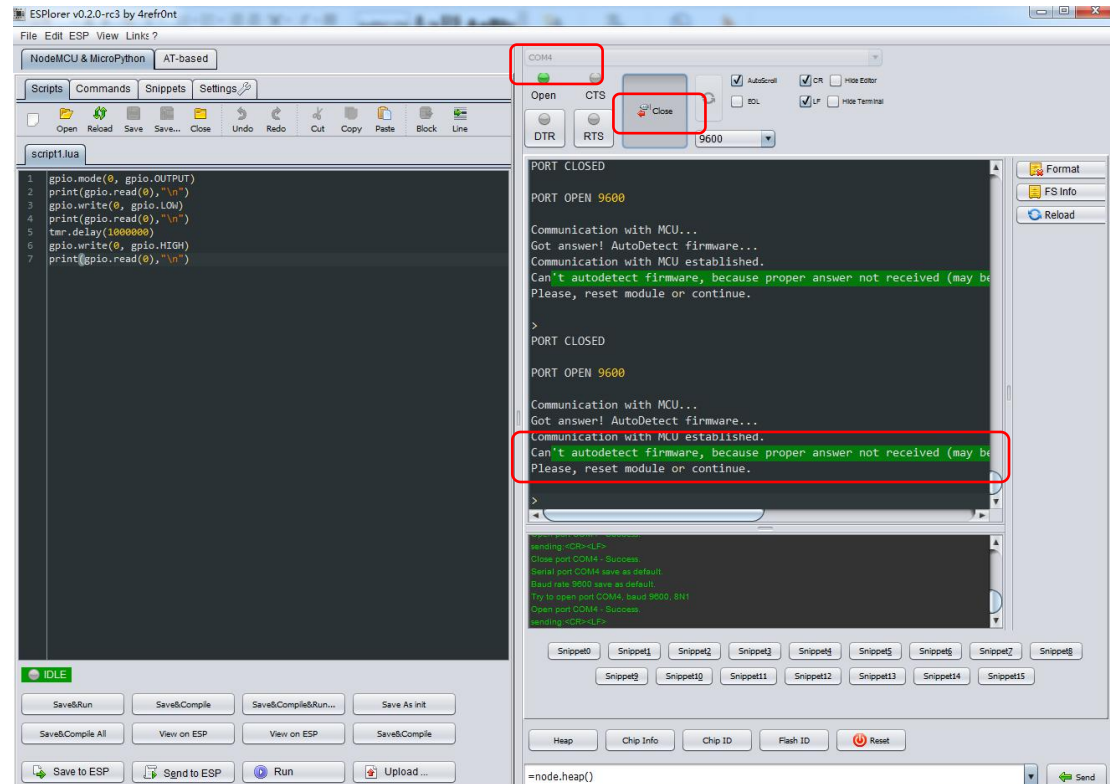 ESPlorer v0.2.0-rc3 by 4refr0nt
File Edit ESP View Links ?
NodeMCU & MicroPython AT-based
Scripts Commands Snippets Settings
Open Reload Save Save... Close Undo Redo Cut Copy Paste Block Line
script1.lua
1 gpio.mode(0, gpio.OUTPUT)
2 print(gpio.read(0),"\n")
3 gpio.write(0, gpio.LOW)
4 print(gpio.read(0),"\n")
5 tmr.delay(1000000)
6 gpio.write(0, gpio.HIGH)
7 print(gpio.read(0),"\n")
IDLE
Save&Run Save&Compile Save&Compile&Run... Save As init
Save&Compile All View on ESP View on ESP Save&Compile
Save to ESP Send to ESP Run Upload ...
COM4
Open CTS Close AutoScroll CR Hide Editor
EOL LF Hide Terminal
DTR RTS 9600
PORT CLOSED
PORT OPEN 9600
Communication with MCU...
Got answer! AutoDetect firmware...
Communication with MCU established.
Can't autodetect firmware, because proper answer not received (may be
Please, reset module or continue.
>
PORT CLOSED
PORT OPEN 9600
Communication with MCU...
Got answer! AutoDetect firmware...
Communication with MCU established.
Can't autodetect firmware, because proper answer not received (may be
Please, reset module or continue.
>
Format
FS Info
Reload
Open port COM4 - Success.
sending:<CR><LF>
Close port COM4 - Success.
Serial port COM4 save as default.
Baud rate 9600 save as default.
Try to open port COM4, baud 9600, 8N1
Open port COM4 - Success.
sending:<CR><LF>
Snippet0 Snippet1 Snippet2 Snippet3 Snippet4 Snippet5 Snippet6 Snippet7 Snippet8
Snippet9 Snippet10 Snippet11 Snippet12 Snippet13 Snippet14 Snippet15
Heap Chip Info Chip ID Flash ID Reset
=node.heap() Send